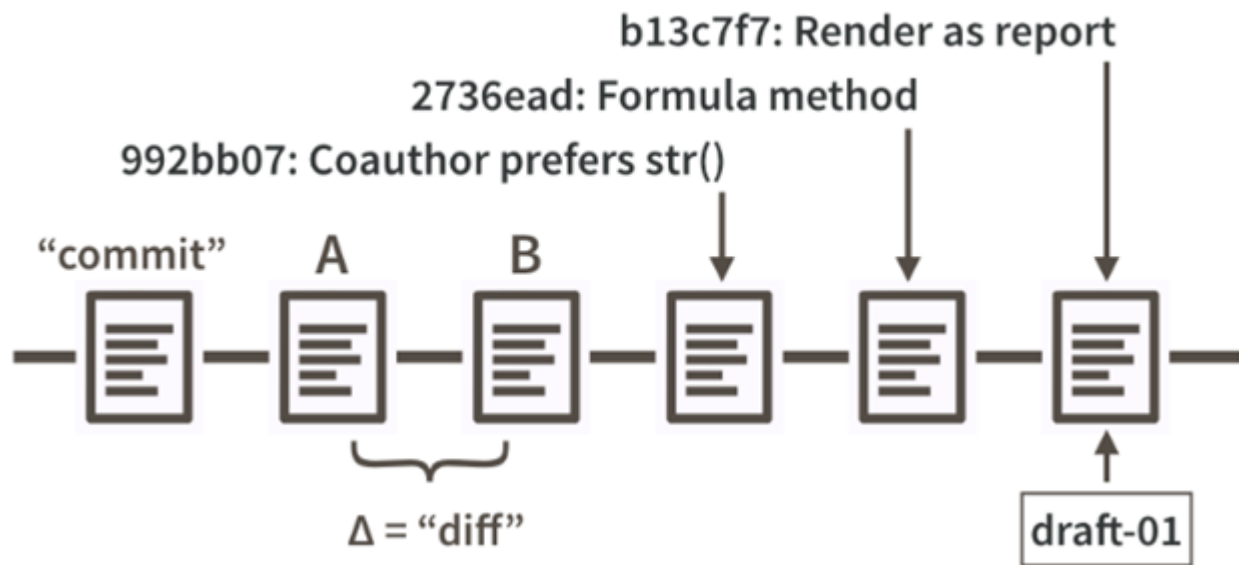 b13c7f7: Render as report
2736ead: Formula method
992bb07: Coauthor prefers str()
“commit”
A
B
Δ = “diff”
draft-01